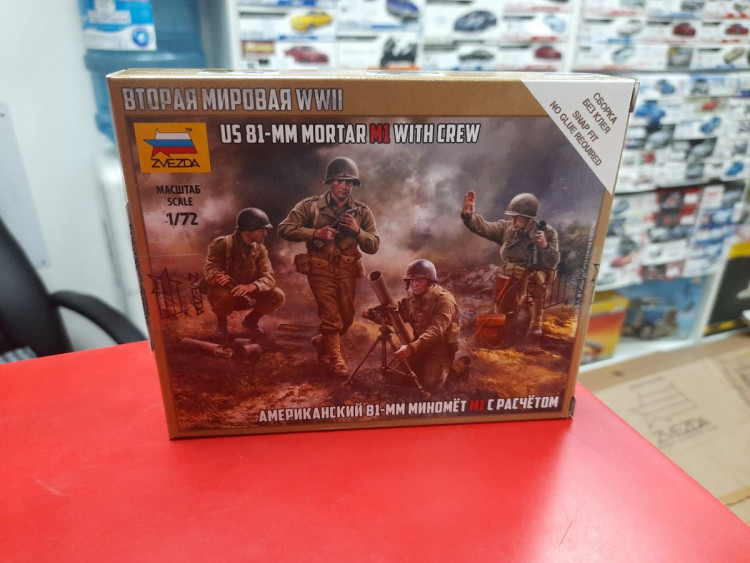 ВТОРАЯ МИРОВАЯ WWII
СБОРКА
БЕЗ КЛЕЯ
SNAP FIT
NO GLUE REQUIRED
US 81-MM MORTAR M1 WITH CREW
ZVEZDA
МАСШТАБ
SCALE
1/72
ZVEZDA
АМЕРИКАНСКИЙ 81-ММ МИНОМЁТ М1 С РАСЧЁТОМ
ZVEZDA